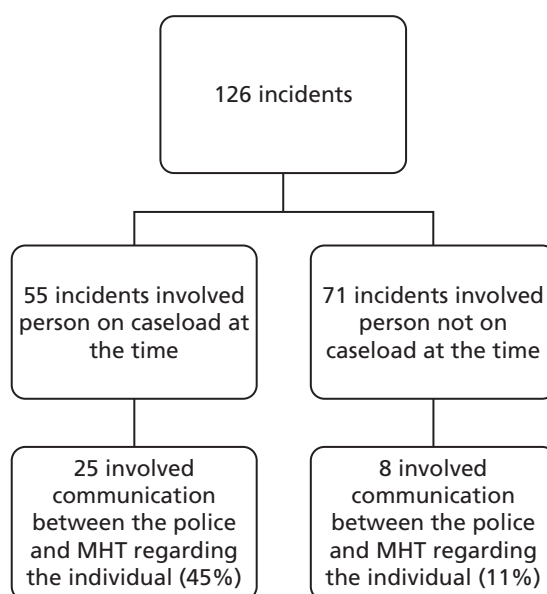 126 incidents
55 incidents involved
person on caseload at
the time
71 incidents involved
person not on
caseload at the time
25 involved
communication
between the police
and MHT regarding
the individual (45%)
8 involved
communication
between the police
and MHT regarding
the individual (11%)